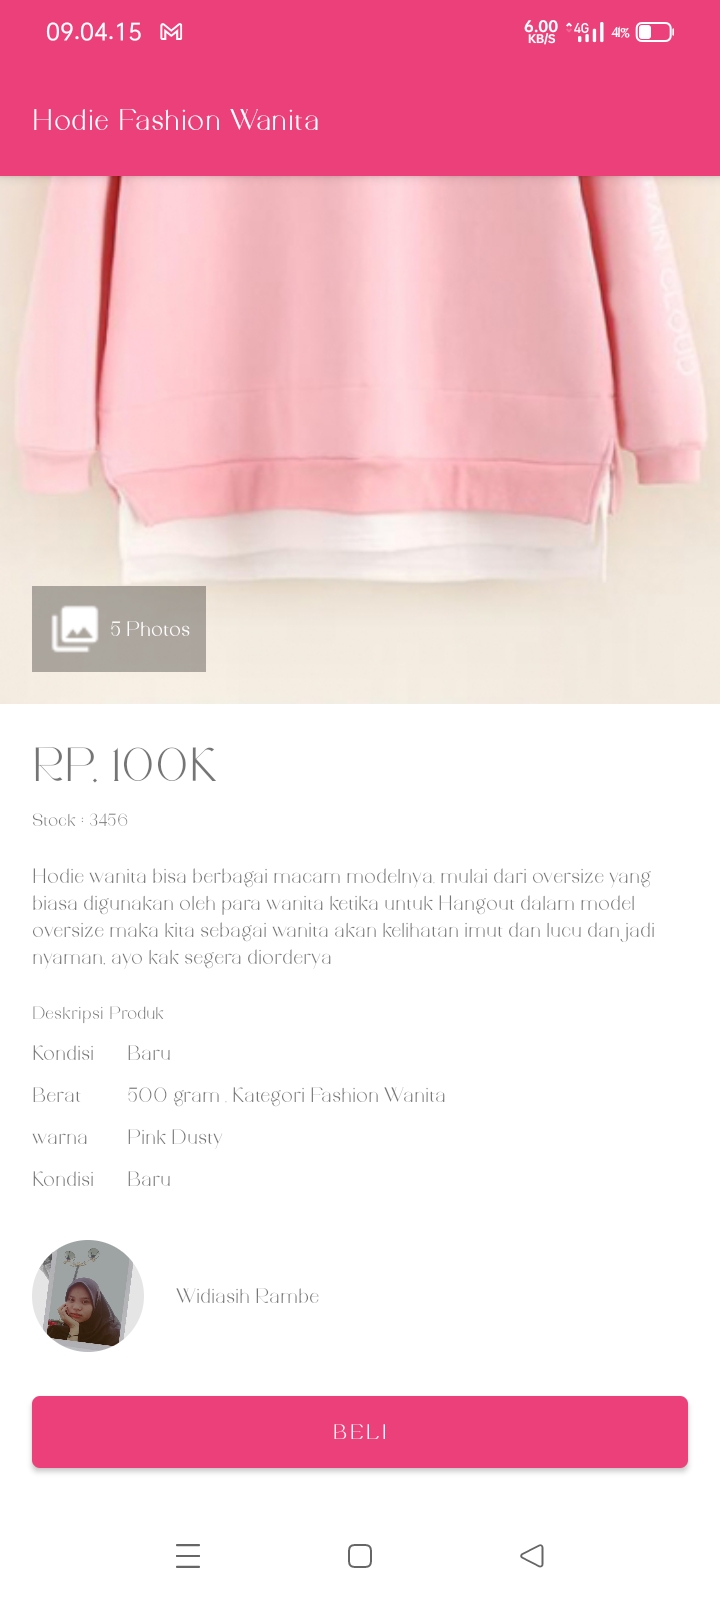 09.04.15
6.00
KB/S
4G
41%
Hodie Fashion Wanita
CLOUD
5 Photos
RP. 100K
Stock : 3456
Hodie wanita bisa berbagai macam modelnya. mulai dari oversize yang
biasa digunakan oleh para wanita ketika untuk Hangout dalam model
oversize maka kita sebagai wanita akan kelihatan imut dan lucu dan jadi
nyaman, ayo kak segera diorderya
Deskripsi Produk
Kondisi Baru
Berat 500 gram . Kategori Fashion Wanita
warna Pink Dusty
Kondisi Baru
Widiasih Rambe
BELI